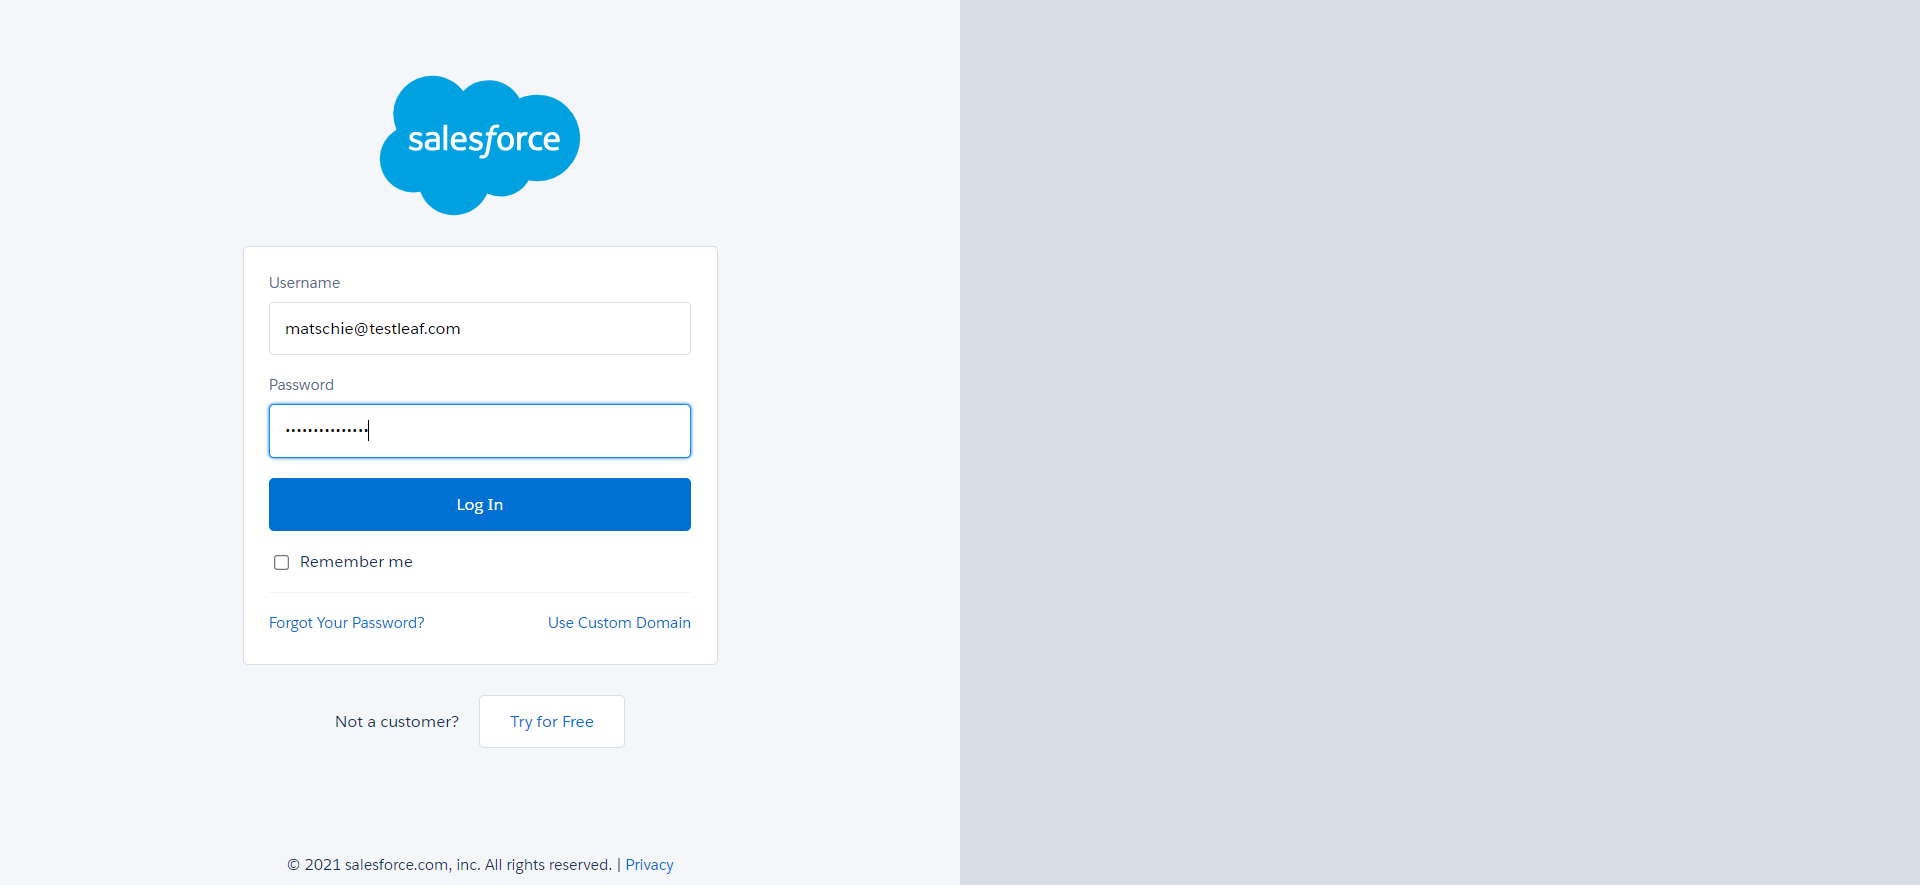 salesforce
Username
matschie@testleaf.com
Password
•••••••••••••••
Log In
Remember me
Forgot Your Password? Use Custom Domain
Not a customer? Try for Free
© 2021 salesforce.com, inc. All rights reserved. | Privacy